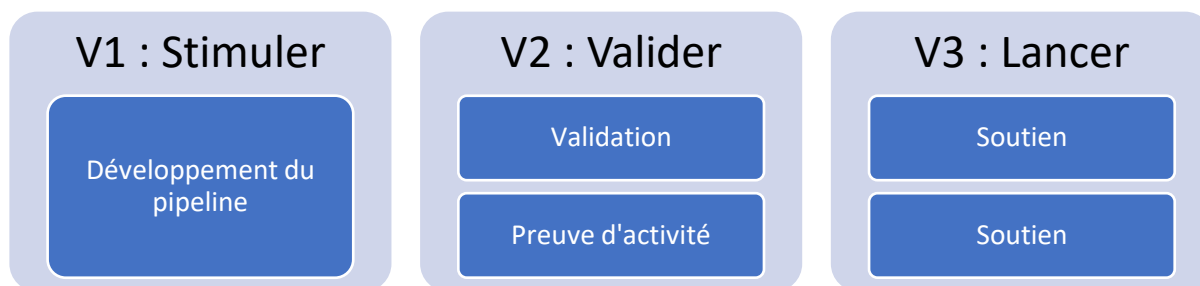 V1 : Stimuler
Développement du
pipeline
V2 : Valider
Validation
Preuve d'activité
V3 : Lancer
Soutien
Soutien